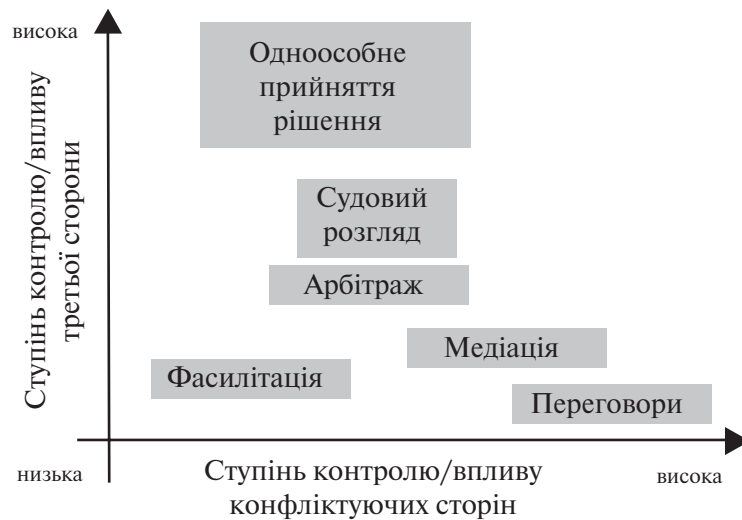 висока
Ступінь контролю/впливу
третьої сторони
Одноособне
прийняття
рішення
Судовий
розгляд
Арбітраж
Медіація
Фасилітація
Переговори
низька
Ступінь контролю/впливу
конфліктуючих сторін
висока